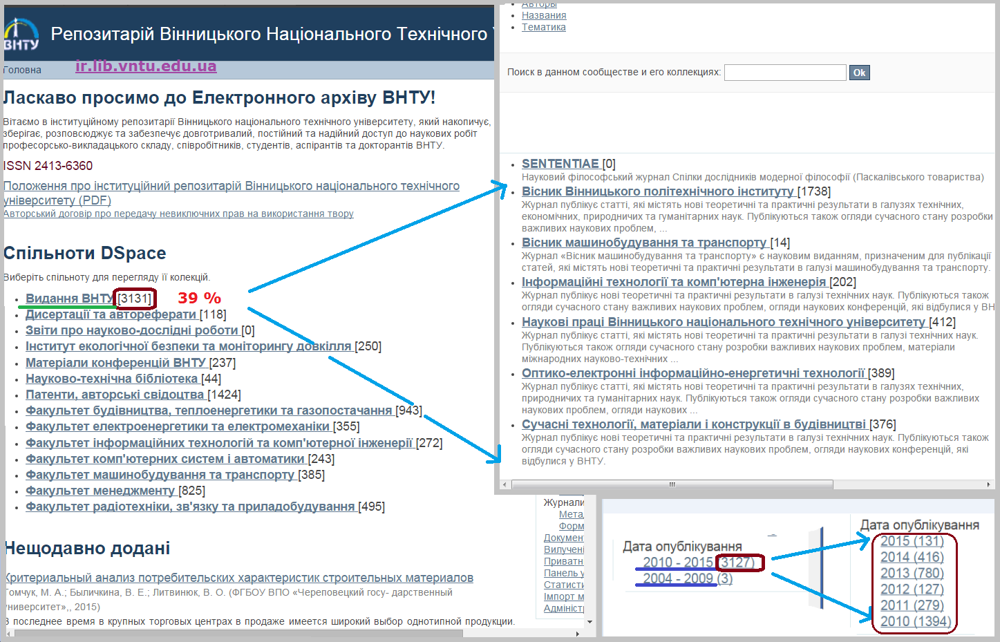 ВНТУ
Репозитарій Вінницького Національного Технічного
Головна
ir.lib.vntu.edu.ua
Ласкаво просимо до Електронного архіву ВНТУ!
Вітаємо в інституційному репозитарії Вінницького національного технічного університету, який накопичує,
зберігає, розповсюджує та забезпечує довготривалий, постійний та надійний доступ до наукових робіт
професорсько-викладацького складу, співробітників, студентів, аспірантів та докторантів ВНТУ.
ISSN 2413-6360
Положення про інституційний репозитарій Вінницького національного технічного
університету (PDF)
Авторський договір про передачу невиключних прав на використання твору
Спільноти DSpace
Виберіть спільноту для перегляду її колекцій.
Видання ВНТУ [3131] 39 %
Дисертації та автореферати [118]
Звіти про науково-дослідні роботи [0]
Інститут екологічної безпеки та моніторингу довкілля [250]
Матеріали конференцій ВНТУ [237]
Науково-технічна бібліотека [44]
Патенти, авторські свідоцтва [1424]
Факультет будівництва, теплоенергетики та газопостачання [943]
Факультет електроенергетики та електромеханіки [355]
Факультет інформаційних технологій та комп'ютерної інженерії [272]
Факультет комп'ютерних систем і автоматики [243]
Факультет машинобудування та транспорту [385]
Факультет менеджменту [825]
Факультет радіотехніки, зв'язку та приладобудування [495]
Нещодавно додані
Критериальный анализ потребительских характеристик строительных материалов
Томчук, М. А.; Быличкина, В. Е.; Литвинюк, В. О. (ФГБОУ ВПО «Череповецкий госу- дарственный
университет»,, 2015)
В последнее время в крупных торговых центрах в продаже имеется широкий выбор однотипной продукции.
Журнали
Мета
Форм
Докумен
Вилучені
Приватн
Панель у
Статисти
Імпорт м
Адмініст
Авторы
Названия
Тематика
Поиск в данном сообществе и его коллекциях: Ok
SENTENTIAE [0]
Науковий філософський журнал Спілки дослідників модерної філософії (Паскалівського товариства)
Вісник Вінницького політехнічного інституту [1738]
Журнал публікує статті, які містять нові теоретичні та практичні результати в галузях технічних,
економічних, природничих та гуманітарних наук. Публікуються також огляди сучасного стану розробки
важливих наукових проблем, ...
Вісник машинобудування та транспорту [14]
Журнал «Вісник машинобудування та транспорту» є науковим виданням, призначеним для публікації
статей, які містять нові теоретичні та практичні результати в галузі машинобудування та транспорту.
Інформаційні технології та комп'ютерна інженерія [202]
Журнал публікує нові теоретичні та практичні результати в галузі технічних наук. Публікуються також
огляди сучасного стану важливих наукових проблем, огляди наукових конференцій, які відбулися у ВН
Наукові праці Вінницького національного технічного університету [412]
Журнал публікує статті, які містять нові теоретичні та практичні результати в галузі технічних наук.
Публікуються також огляди сучасного стану розробки важливих наукових проблем, матеріали
міжнародних науково-технічних ...
Оптико-електронні інформаційно-енергетичні технології [389]
Журнал публікує статті, які містять нові теоретичні та практичні результати в галузях технічних,
природничих та гуманітарних наук. Публікуються також огляди сучасного стану розробки важливих
наукових проблем, огляди наукових ...
Сучасні технології, матеріали і конструкції в будівництві [376]
Журнал публікує нові теоретичні та практичні результати в галузі технічних наук. Публікуються також
огляди сучасного стану розробки важливих наукових проблем, огляди наукових конференцій, які
відбулися у ВНТУ.
Дата опублікування
2010 - 2015 (3127)
2004 - 2009 (3)
Дата опублікування
2015 (131)
2014 (416)
2013 (780)
2012 (127)
2011 (279)
2010 (1394)